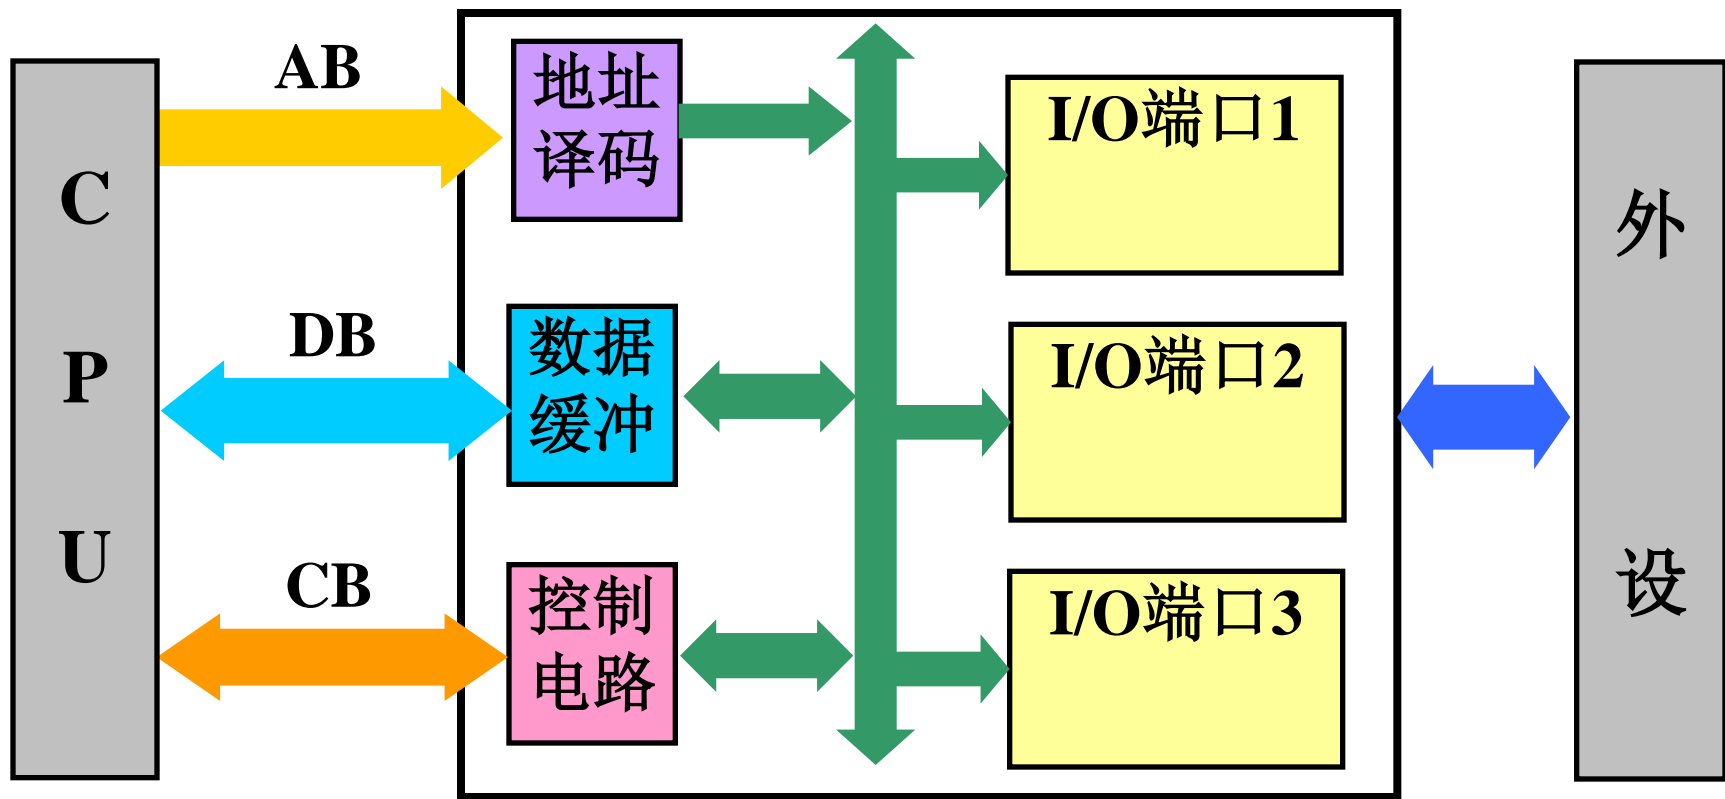 C
P
U
AB
DB
CB
地址
译码
数据
缓冲
控制
电路
I/O端口1
I/O端口2
I/O端口3
外
设